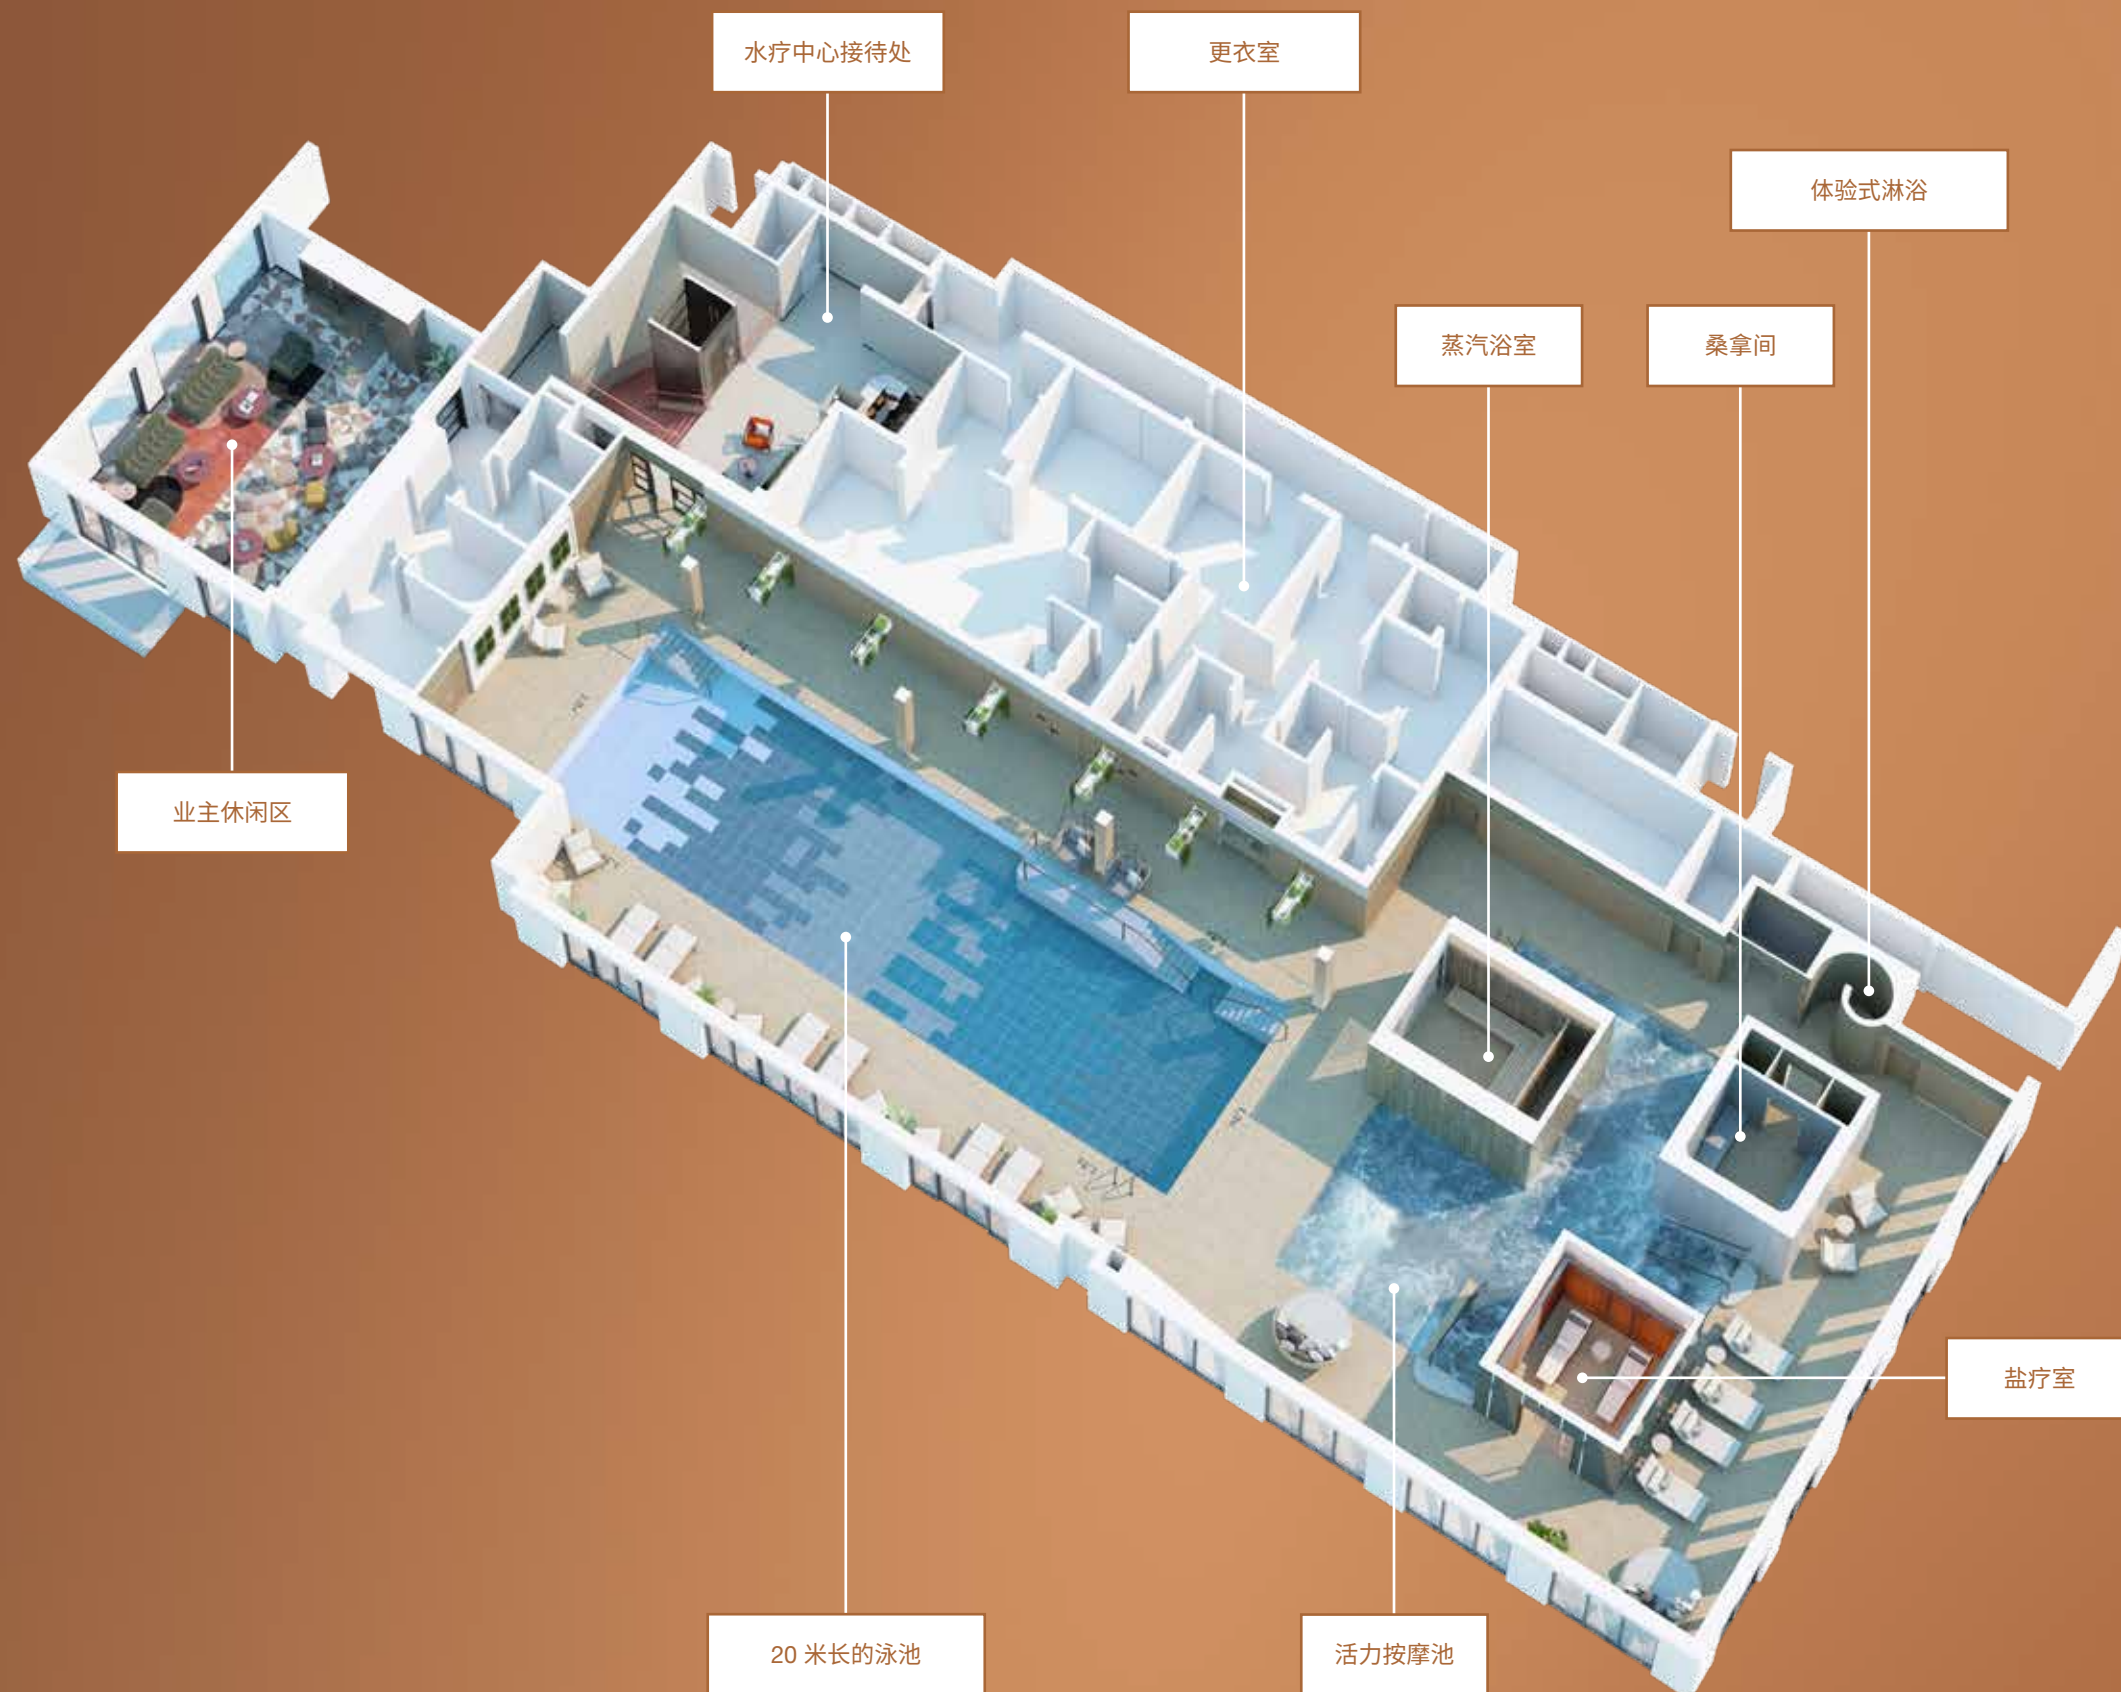 水疗中心接待处
更衣室
体验式淋浴
蒸汽浴室
桑拿间
业主休闲区
盐疗室
20 米长的泳池
活力按摩池